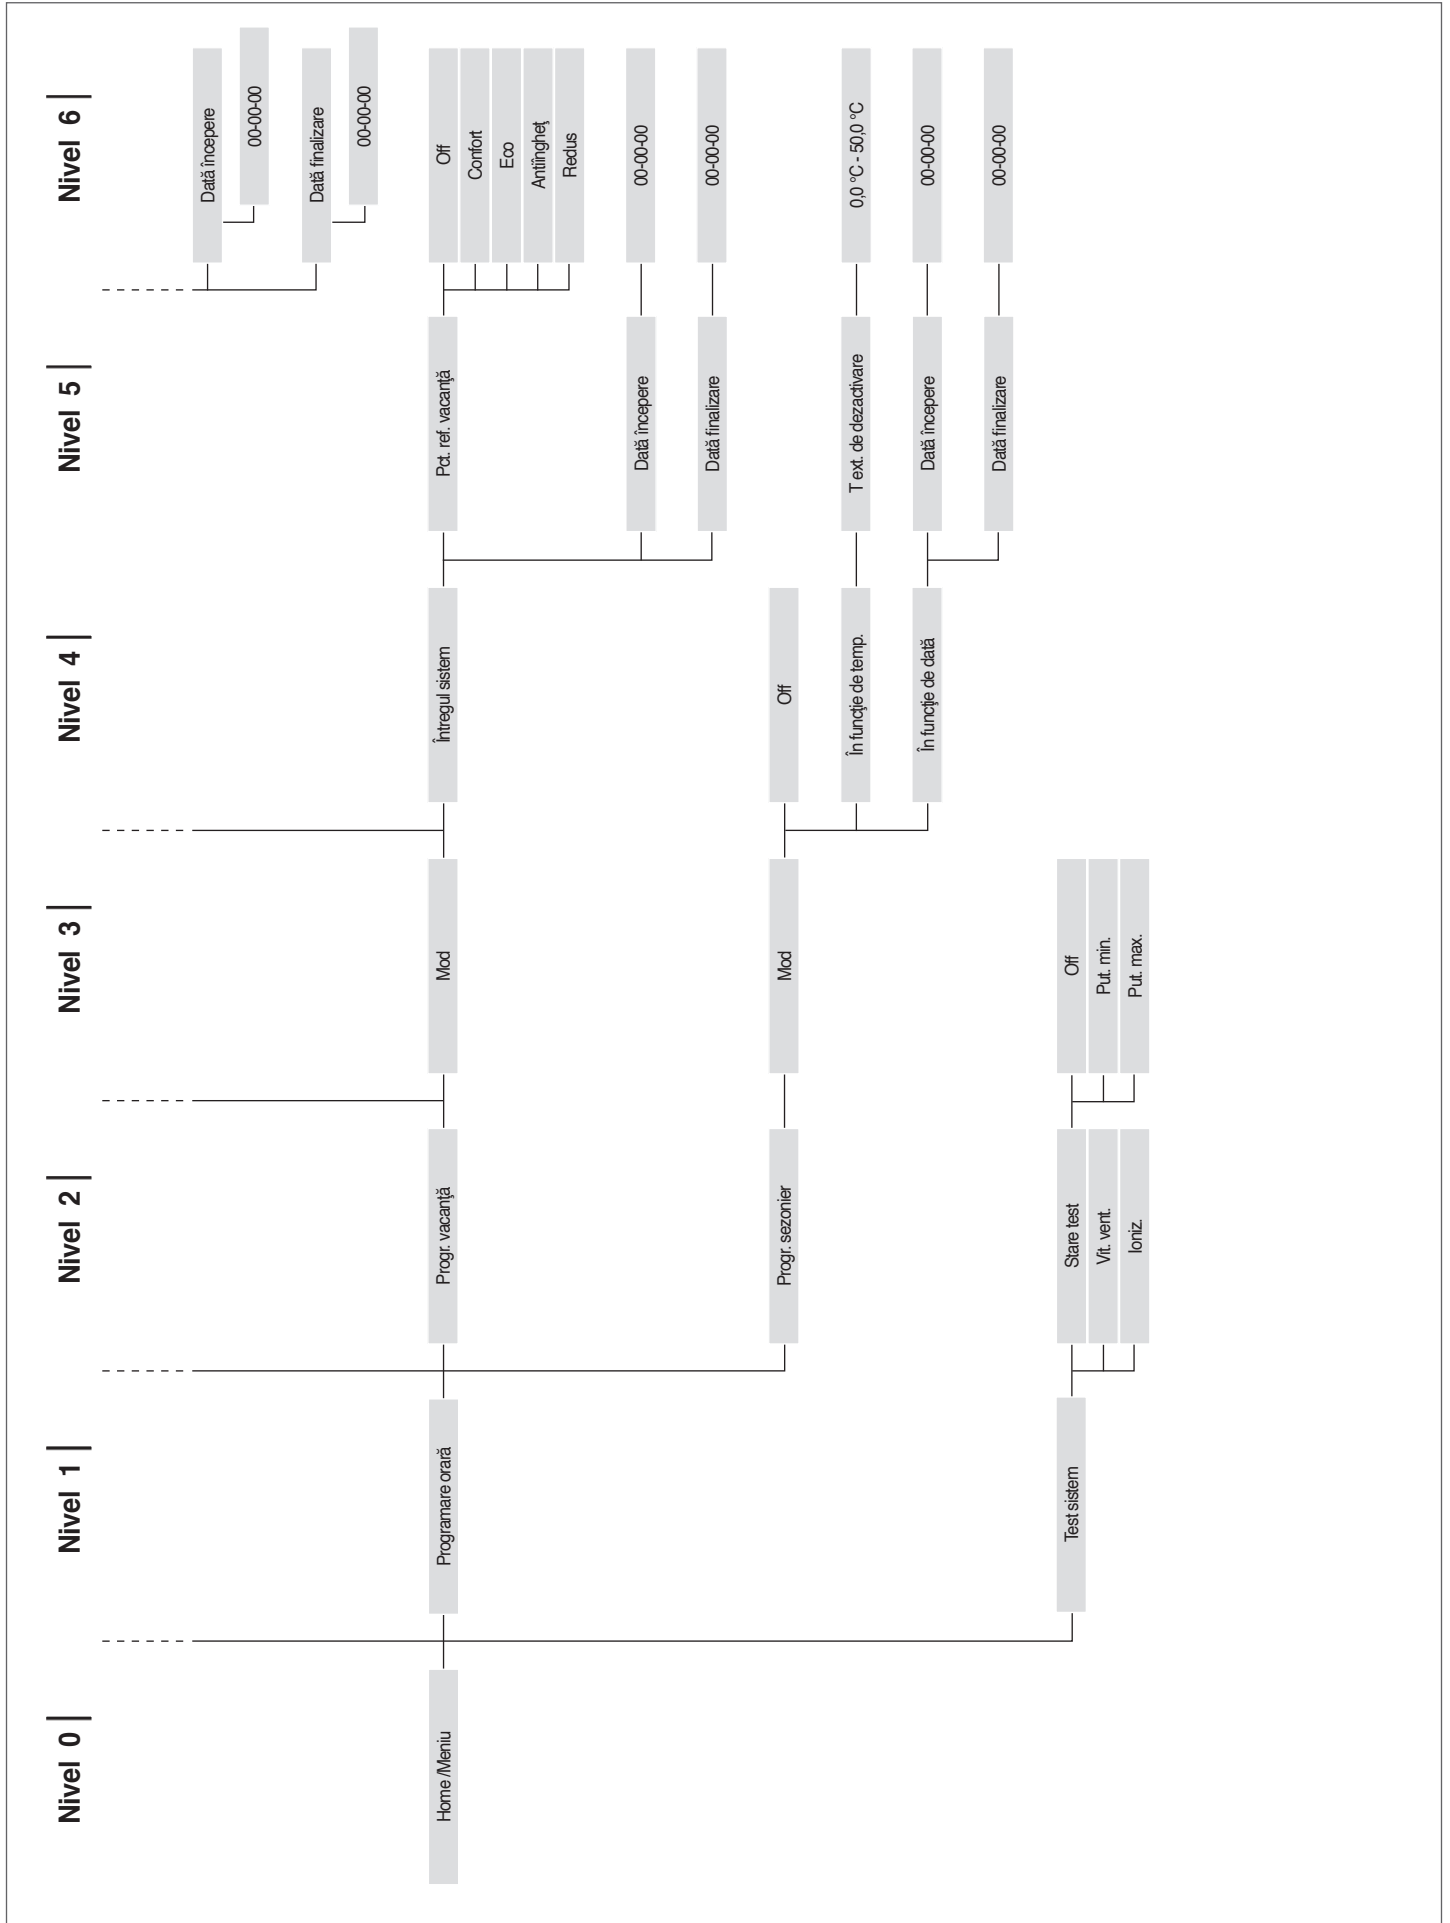 Nivel 0
Nivel 1
Nivel 2
Nivel 3
Nivel 4
Nivel 5
Nivel 6
Dată începere
00-00-00
Dată finalizare
00-00-00
Home /Meniu
Programare orară
Progr. vacanţă
Mod
Întregul sistem
Pct. ref. vacanţă
Off
Confort
Eco
Antiîngheţ
Redus
Dată începere
00-00-00
Dată finalizare
00-00-00
Progr. sezonier
Mod
Off
În funcţie de temp.
T ext. de dezactivare
0,0 °C - 50,0 °C
În funcţie de dată
Dată începere
00-00-00
Dată finalizare
00-00-00
Test sistem
Stare test
Off
Vit. vent.
Put. min.
Ioniz.
Put. max.